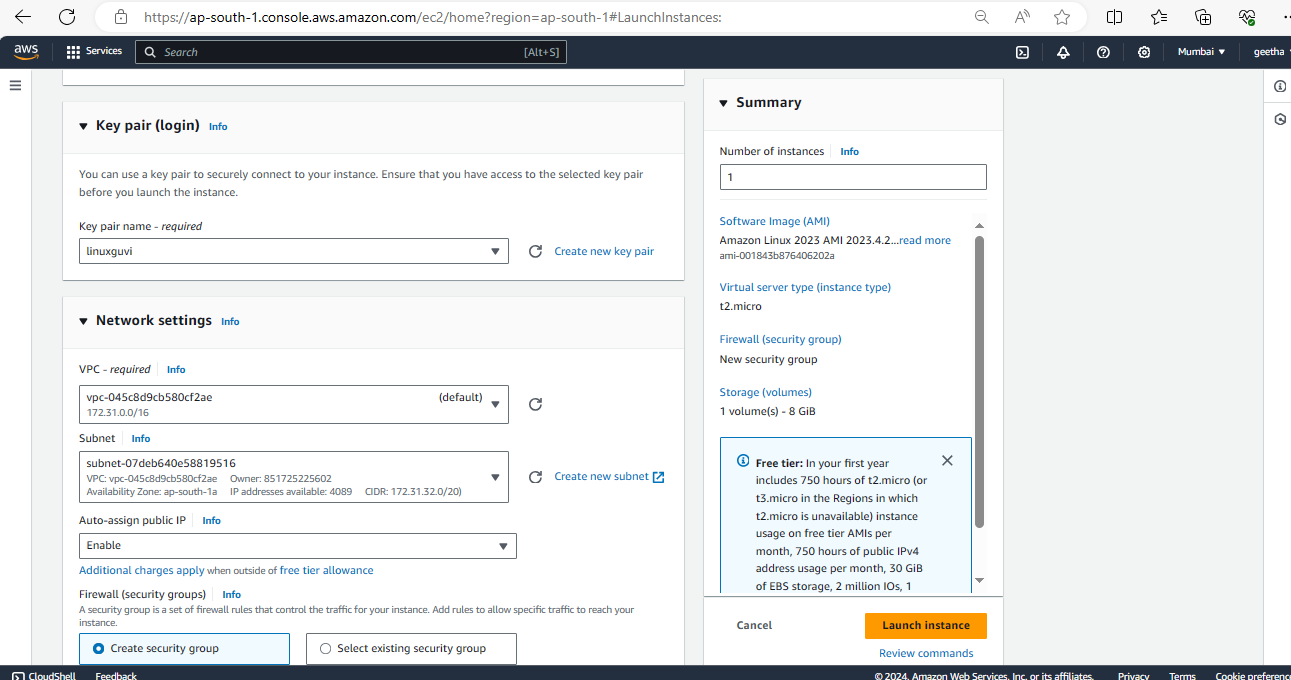 https://ap-south-1.console.aws.amazon.com/ec2/home?region=ap-south-1#LaunchInstances:
aws
Services
Search
[Alt+S]
Mumbai
geetha
Key pair (login) Info
You can use a key pair to securely connect to your instance. Ensure that you have access to the selected key pair
before you launch the instance.
Key pair name - required
linuxguvi
Create new key pair
Network settings Info
VPC - required Info
vpc-045c8d9cb580cf2ae (default)
172.31.0.0/16
Subnet Info
subnet-07deb640e58819516
VPC: vpc-045c8d9cb580cf2ae Owner: 851725225602
Availability Zone: ap-south-1a IP addresses available: 4089 CIDR: 172.31.32.0/20)
Create new subnet
Auto-assign public IP Info
Enable
Additional charges apply when outside of free tier allowance
Firewall (security groups) Info
A security group is a set of firewall rules that control the traffic for your instance. Add rules to allow specific traffic to reach your
instance.
Create security group
Select existing security group
Summary
Number of instances Info
1
Software Image (AMI)
Amazon Linux 2023 AMI 2023.4.2...read more
ami-001843b876406202a
Virtual server type (instance type)
t2.micro
Firewall (security group)
New security group
Storage (volumes)
1 volume(s) - 8 GiB
Free tier: In your first year
includes 750 hours of t2.micro (or
t3.micro in the Regions in which
t2.micro is unavailable) instance
usage on free tier AMIs per
month, 750 hours of public IPv4
address usage per month, 30 GiB
of EBS storage, 2 million IOs, 1
Cancel
Launch instance
Review commands
CloudShell Feedback
© 2024, Amazon Web Services, Inc. or its affiliates. Privacy Terms Cookie preferenc